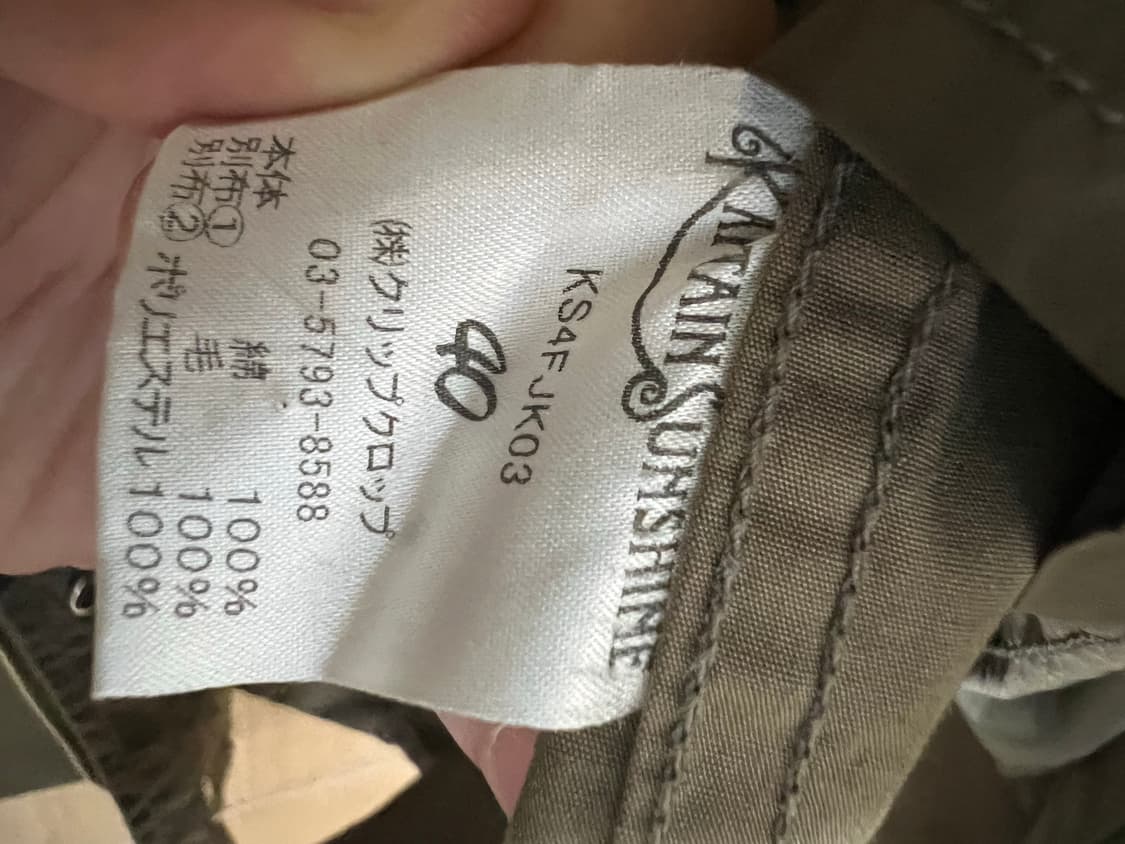 KAPTAIN SUNSHINE
KS4FJK03
40
㈱クリップクロップ
03-5793-8588
本体 綿 100%
別布① 毛 100%
別布② ポリエステル 100%